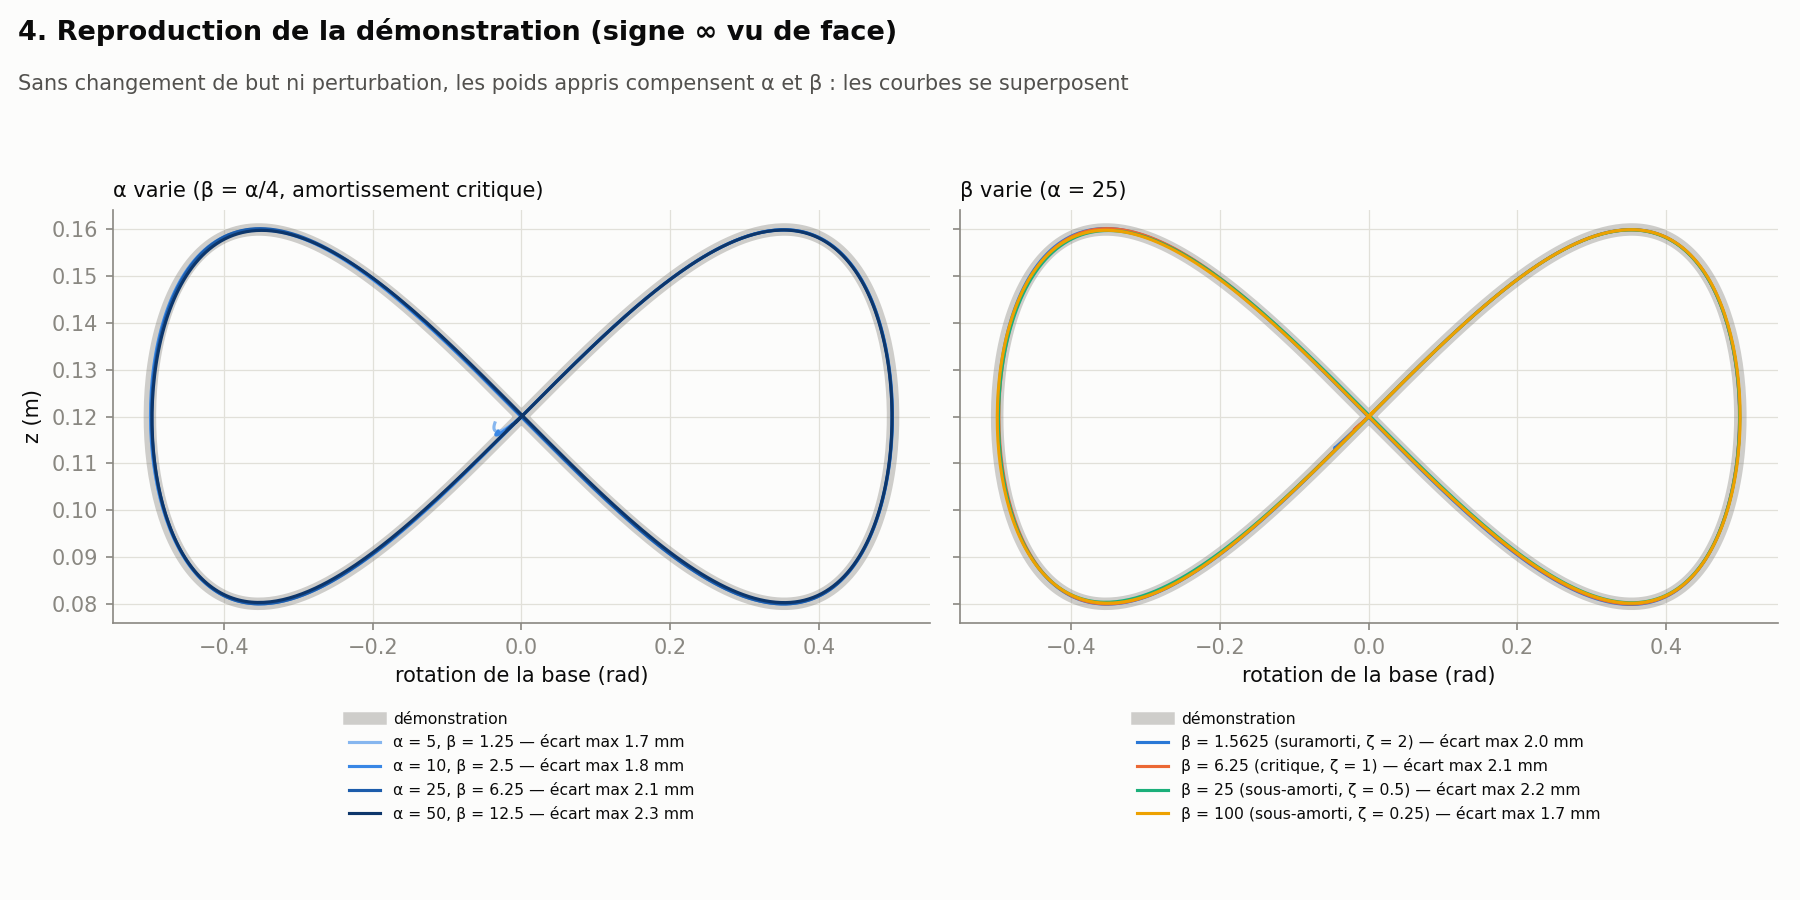 4. Reproduction de la démonstration (signe ∞ vu de face)
Sans changement de but ni perturbation, les poids appris compensent α et β : les courbes se superposent
α varie (β = α/4, amortissement critique)
0.16
0.15
0.14
0.13
0.12
0.11
0.10
0.09
0.08
z (m)
−0.4 −0.2 0.0 0.2 0.4
rotation de la base (rad)
démonstration
α = 5, β = 1.25 — écart max 1.7 mm
α = 10, β = 2.5 — écart max 1.8 mm
α = 25, β = 6.25 — écart max 2.1 mm
α = 50, β = 12.5 — écart max 2.3 mm
β varie (α = 25)
−0.4 −0.2 0.0 0.2 0.4
rotation de la base (rad)
démonstration
β = 1.5625 (suramorti, ζ = 2) — écart max 2.0 mm
β = 6.25 (critique, ζ = 1) — écart max 2.1 mm
β = 25 (sous-amorti, ζ = 0.5) — écart max 2.2 mm
β = 100 (sous-amorti, ζ = 0.25) — écart max 1.7 mm